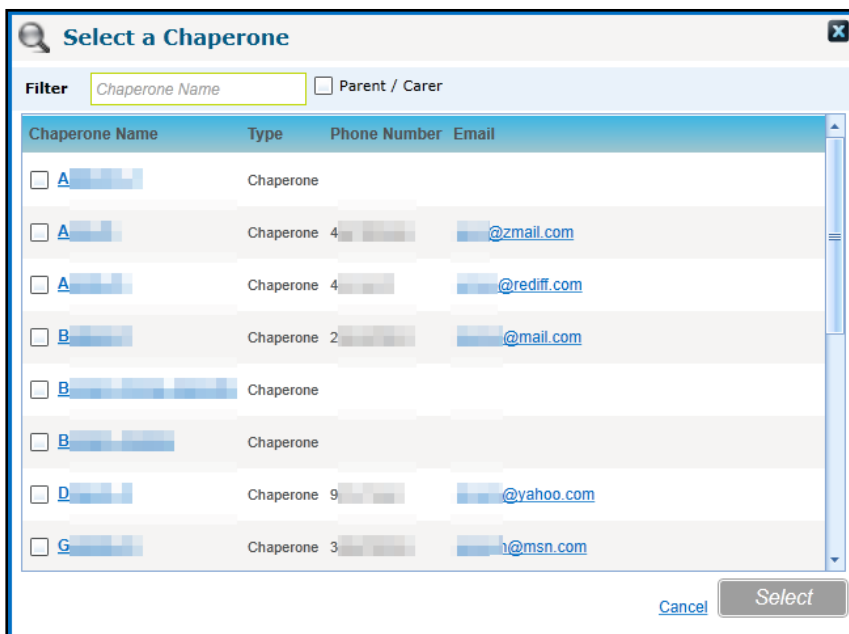 Select a Chaperone
Filter Chaperone Name Parent / Carer
Chaperone Name Type Phone Number Email
A Chaperone
A Chaperone 4 @zmail.com
A Chaperone 4 @rediff.com
B Chaperone 2 @mail.com
B Chaperone
B Chaperone
D Chaperone 9 @yahoo.com
G Chaperone 3 @msn.com
Cancel Select